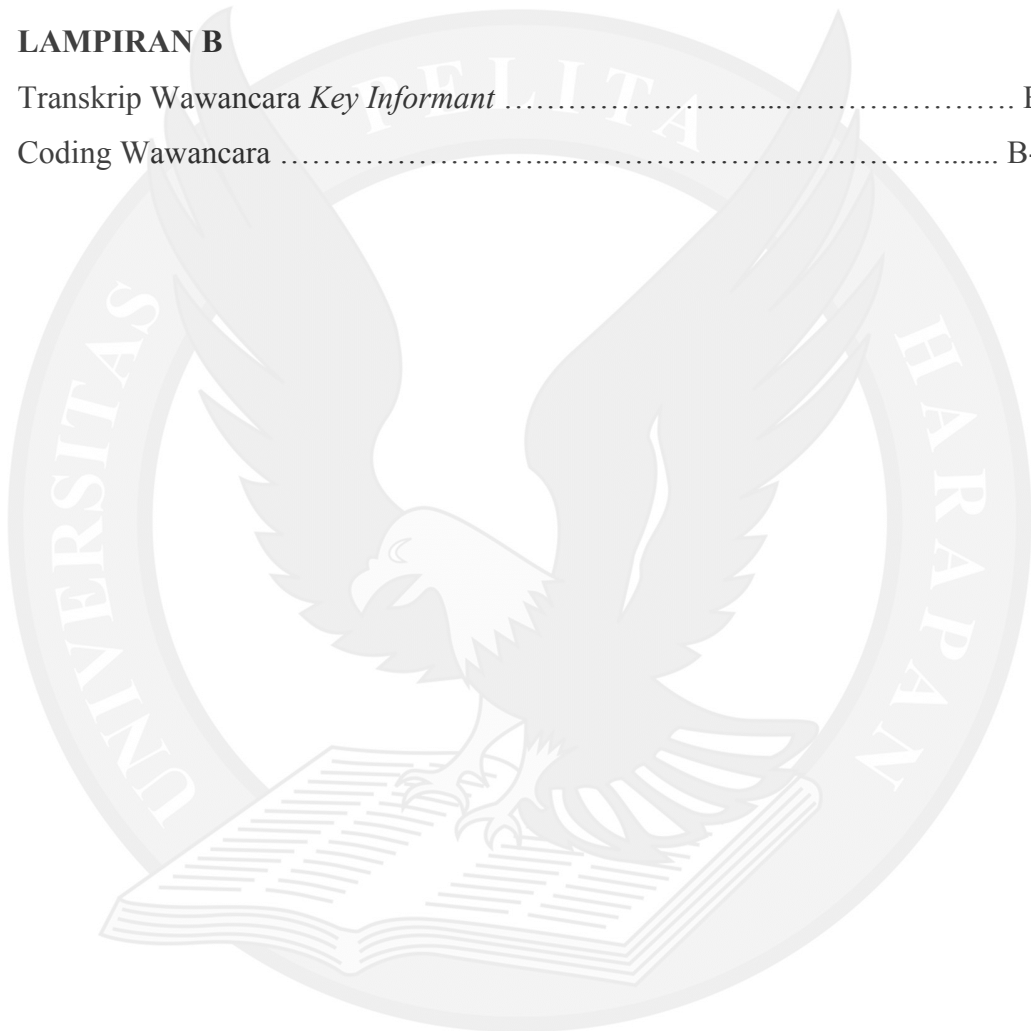 LAMPIRAN B
Transkrip Wawancara Key Informant ……………………....…………………….
Coding Wawancara …..…………………...…………………………………...... B-
PELITA
UNIVERSITAS
HARAPAN